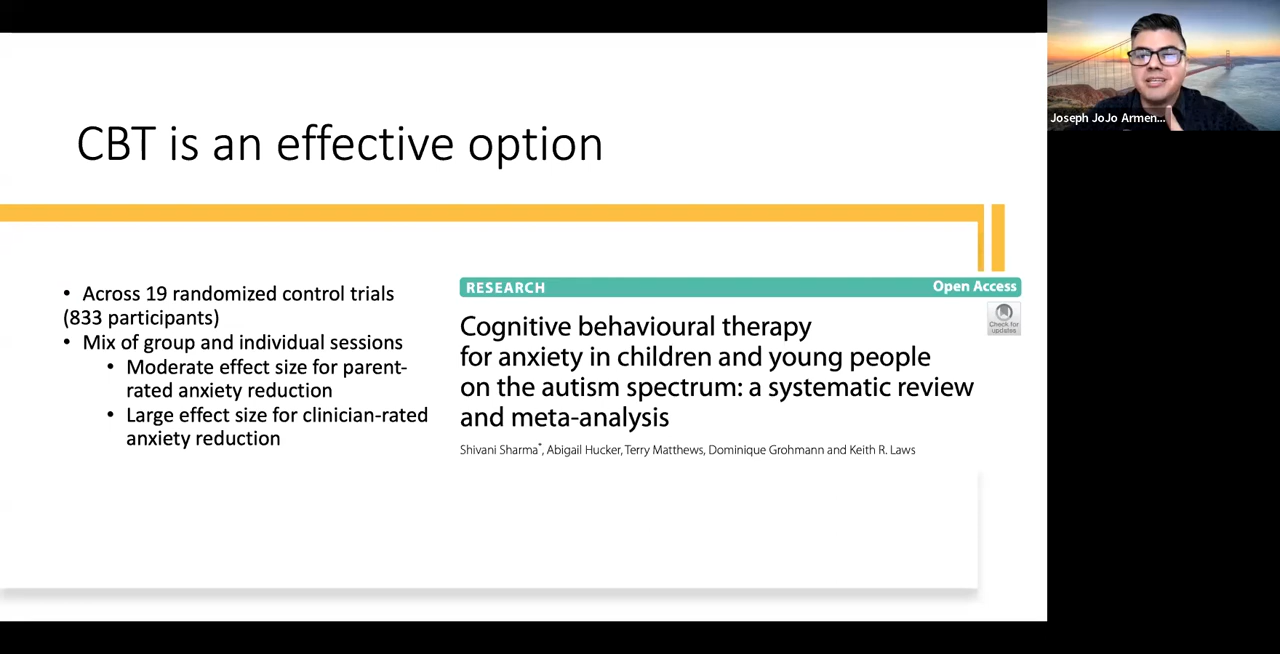 CBT is an effective option
• Across 19 randomized control trials
(833 participants)
• Mix of group and individual sessions
• Moderate effect size for parent-
rated anxiety reduction
• Large effect size for clinician-rated
anxiety reduction
RESEARCH
Open Access
Check for
updates
Cognitive behavioural therapy
for anxiety in children and young people
on the autism spectrum: a systematic review
and meta-analysis
Shivani Sharma*, Abigail Hucker, Terry Matthews, Dominique Grohmann and Keith R. Laws
Joseph JoJo Armen...